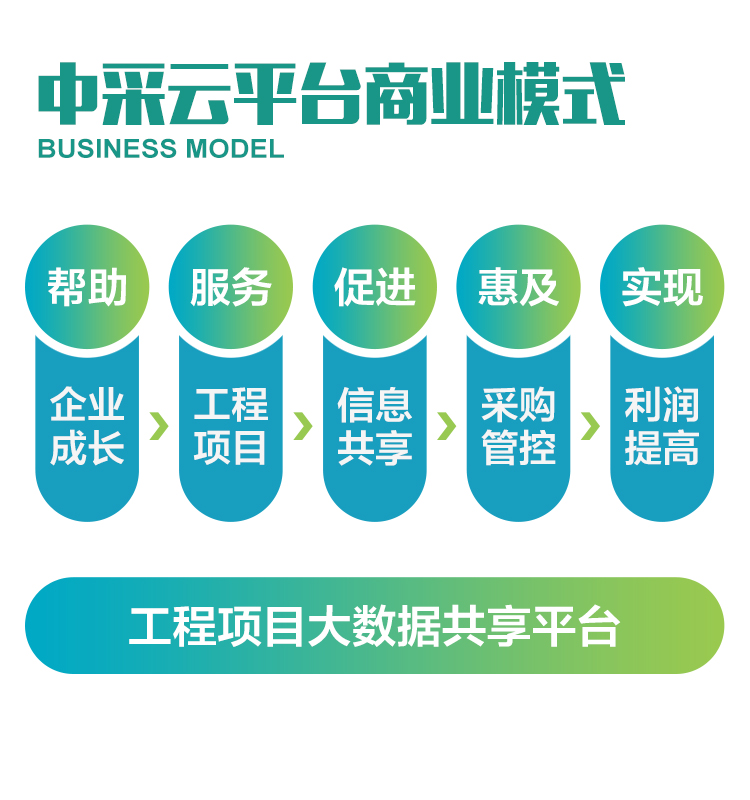 中采云平台商业模式
BUSINESS MODEL
帮助
企业
成长
服务
工程
项目
促进
信息
共享
惠及
采购
管控
实现
利润
提高
工程项目大数据共享平台